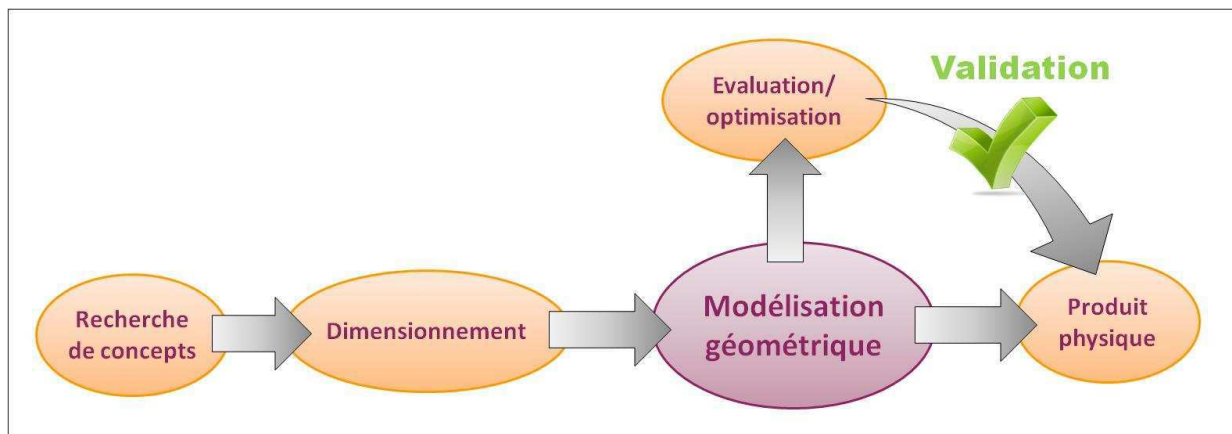 Recherche
de concepts
Dimensionnement
Modélisation
géométrique
Evaluation/
optimisation
Validation
Produit
physique